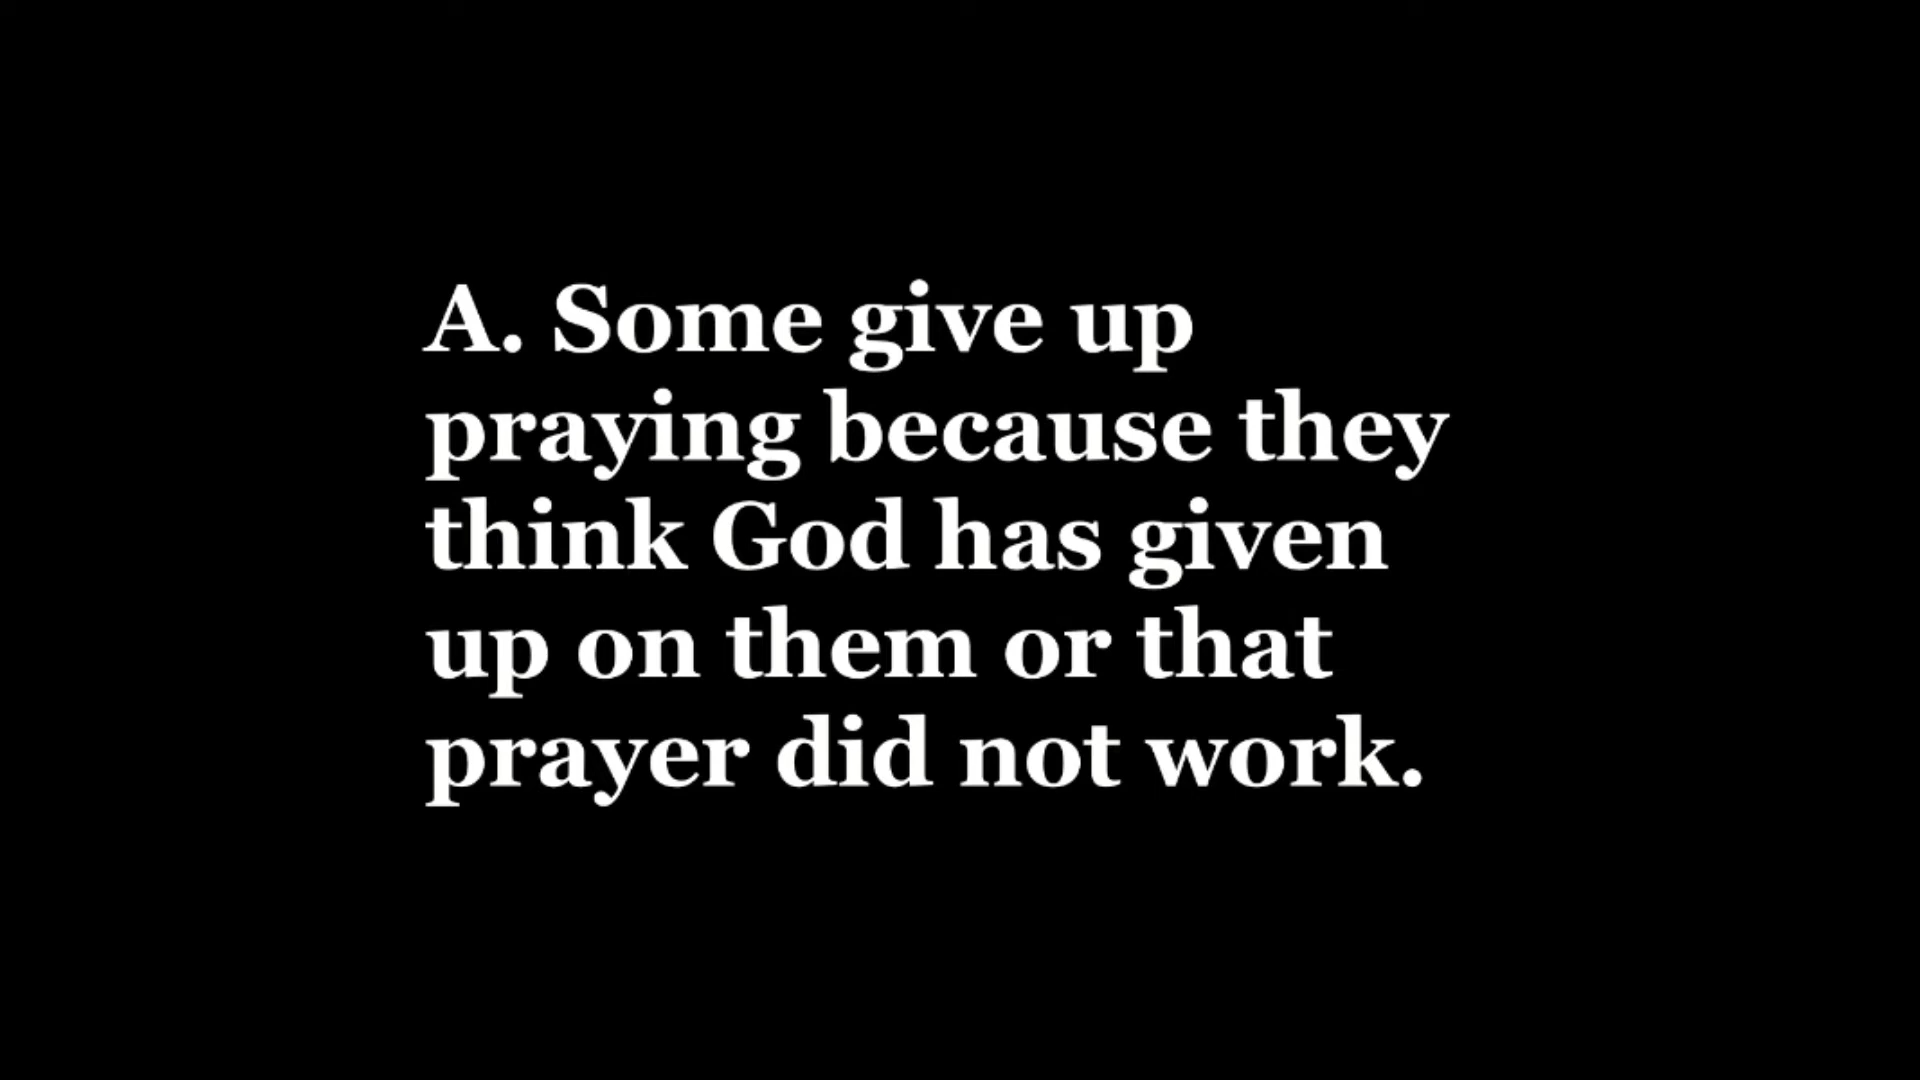 A. Some give up
praying because they
think God has given
up on them or that
prayer did not work.